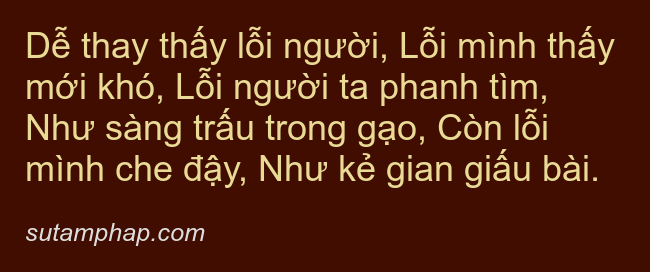 Dễ thay thấy lỗi người, Lỗi mình thấy
mới khó, Lỗi người ta phanh tìm,
Như sàng trấu trong gạo, Còn lỗi
mình che đậy, Như kẻ gian giấu bài.
sutamphap.com